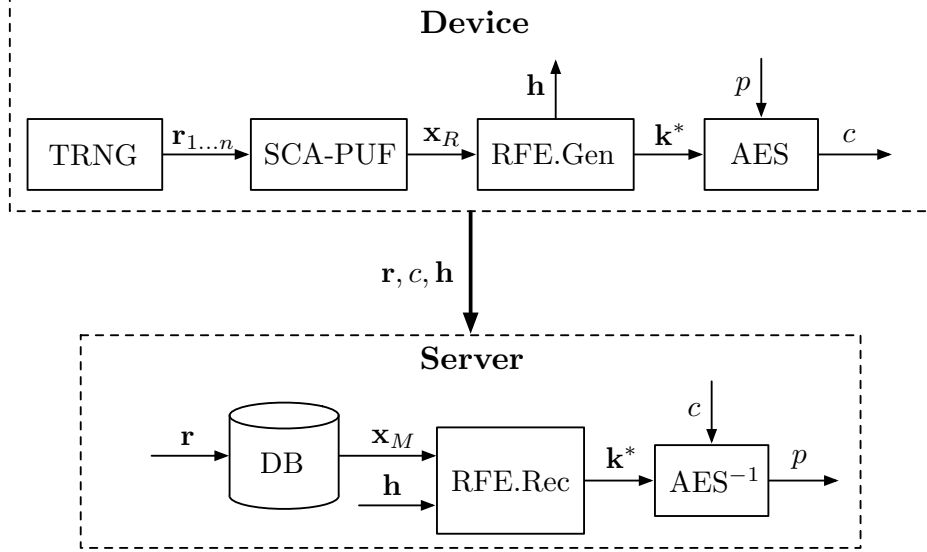 Device
h
p
r1...n
xR
k*
c
TRNG
SCA-PUF
RFE.Gen
AES
r, c, h
Server
c
r
xM
k*
p
DB
h
RFE.Rec
AES−1